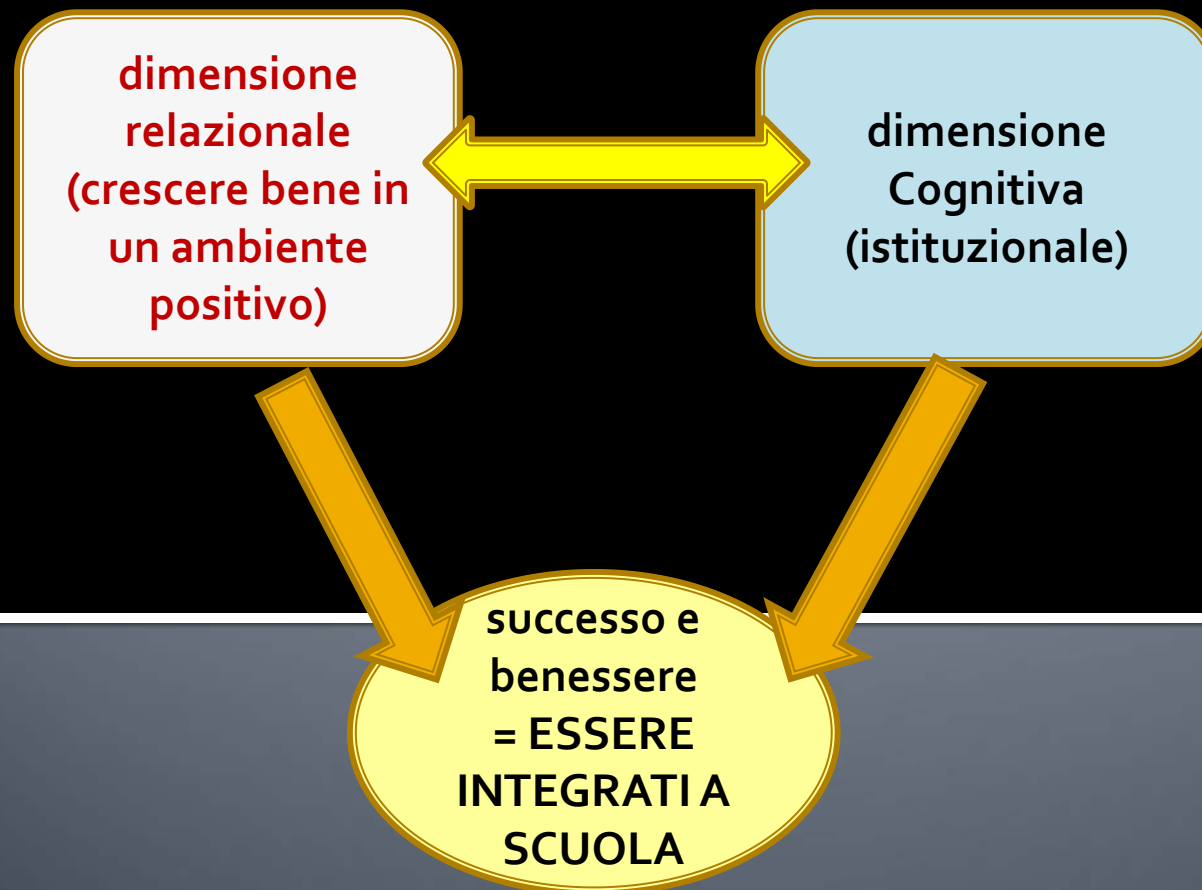 dimensione
relazionale
(crescere bene in
un ambiente
positivo)
dimensione
Cognitiva
(istituzionale)
successo e
benessere
= ESSERE
INTEGRATI A
SCUOLA